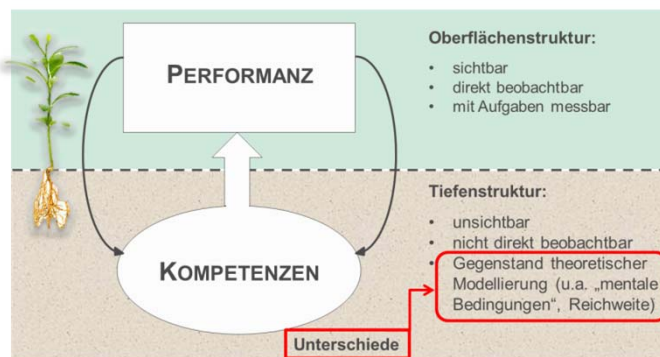 PERFORMANZ
Oberflächenstruktur:
• sichtbar
• direkt beobachtbar
• mit Aufgaben messbar
KOMPETENZEN
Tiefenstruktur:
• unsichtbar
• nicht direkt beobachtbar
• Gegenstand theoretischer
Modellierung (u.a. „mentale
Bedingungen“, Reichweite)
Unterschiede